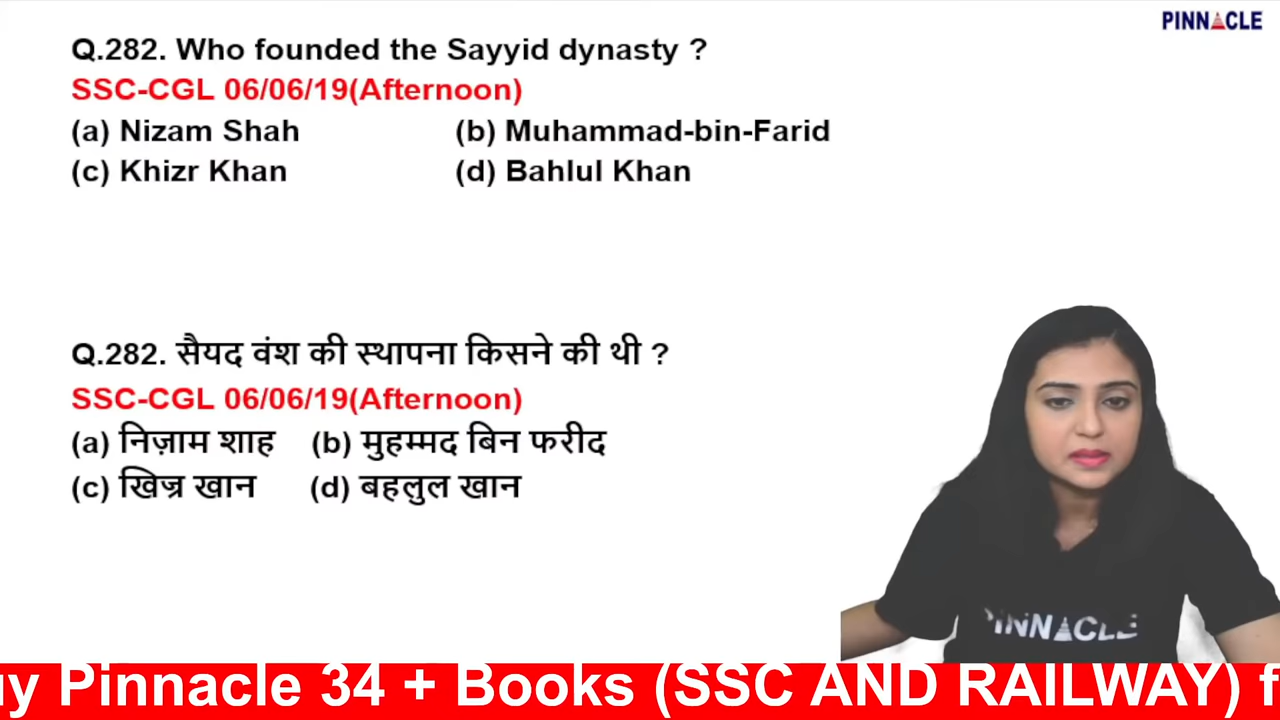 PINNACLE
Q.282. Who founded the Sayyid dynasty ?
SSC-CGL 06/06/19(Afternoon)
(a) Nizam Shah (b) Muhammad-bin-Farid
(c) Khizr Khan (d) Bahlul Khan
Q.282. सैयद वंश की स्थापना किसने की थी ?
SSC-CGL 06/06/19(Afternoon)
(a) निज़ाम शाह (b) मुहम्मद बिन फरीद
(c) खिज्र खान (d) बहलुल खान
PINNACLE
Pinnacle 34 + Books (SSC AND RAILWAY)